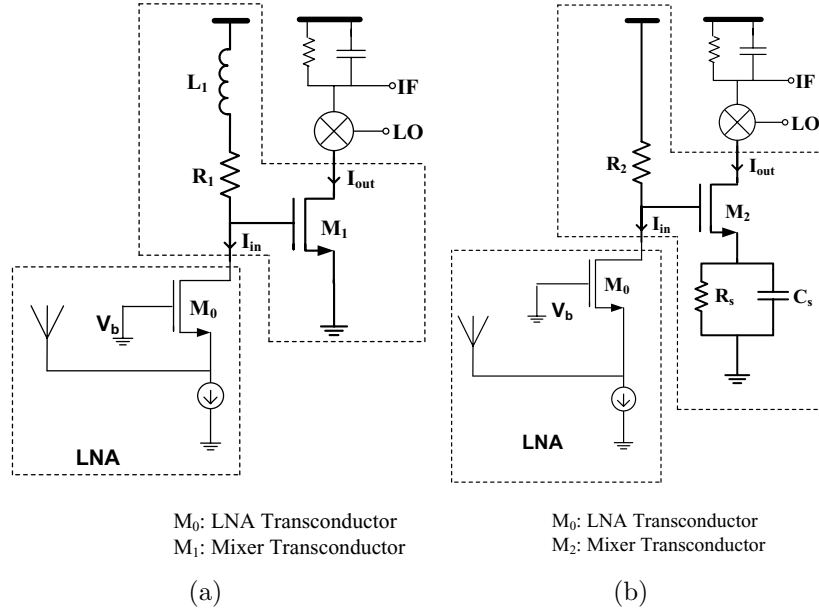 L₁
R₁
IF
LO
Iout
M₁
Iin
M₀
Vb
LNA
M₀: LNA Transconductor
M₁: Mixer Transconductor
(a)
IF
LO
R₂
Iout
M₂
Iin
Rs
Cs
M₀
Vb
LNA
M₀: LNA Transconductor
M₂: Mixer Transconductor
(b)